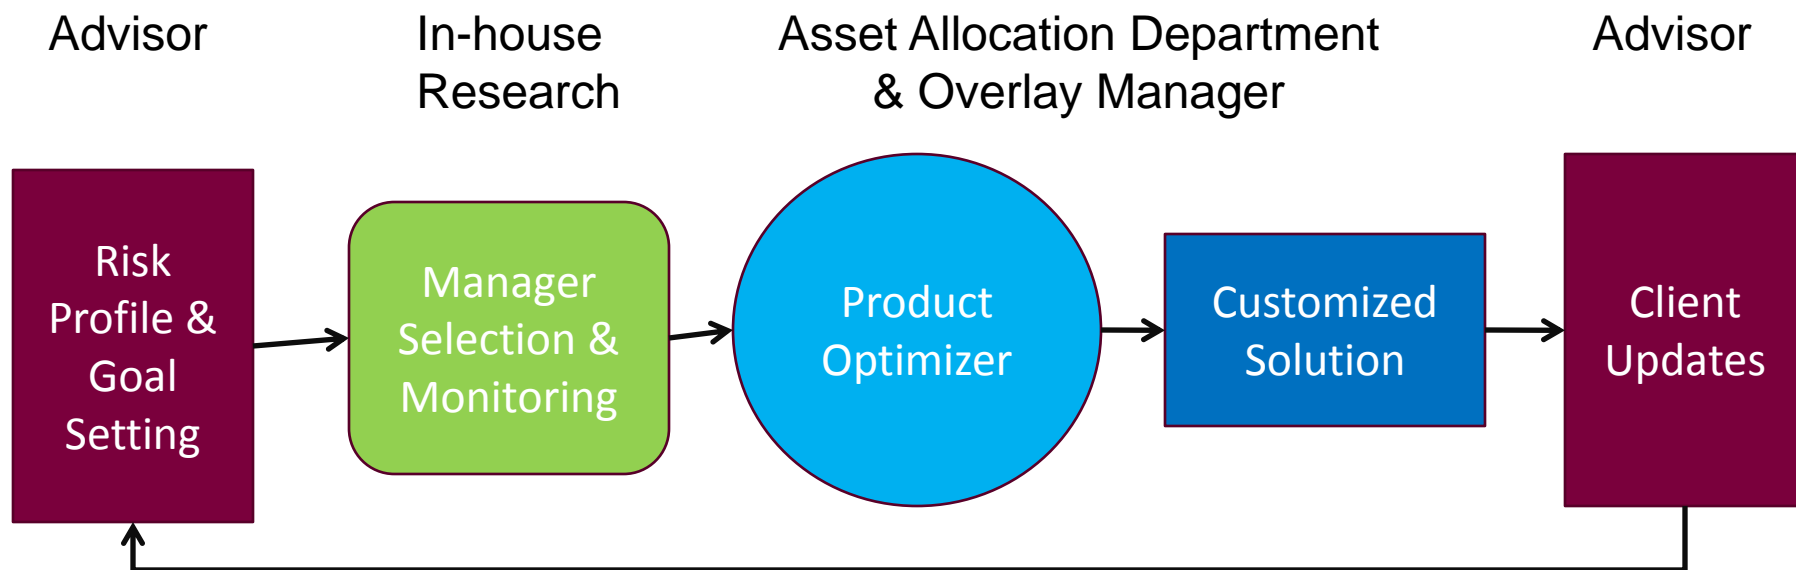 Advisor
In-house
Research
Asset Allocation Department
& Overlay Manager
Advisor
Risk
Profile &
Goal
Setting
Manager
Selection &
Monitoring
Product
Optimizer
Customized
Solution
Client
Updates